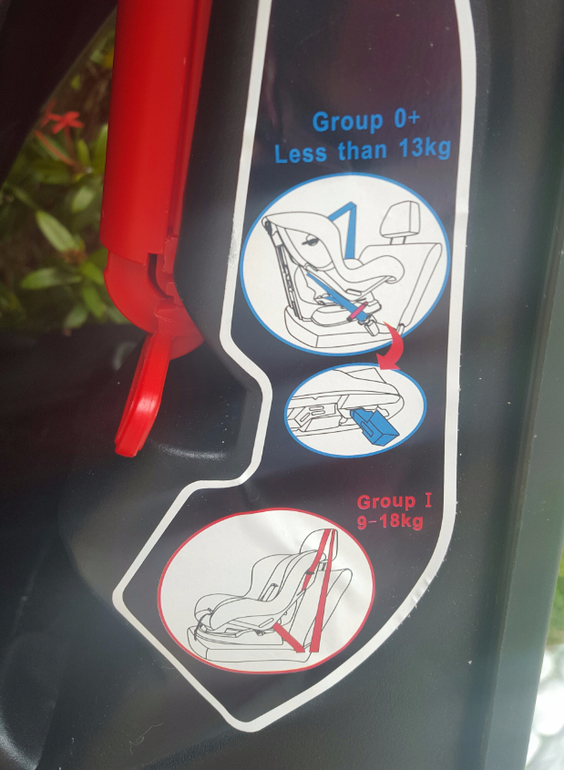 Group 0+
Less than 13kg
Group I
9-18kg